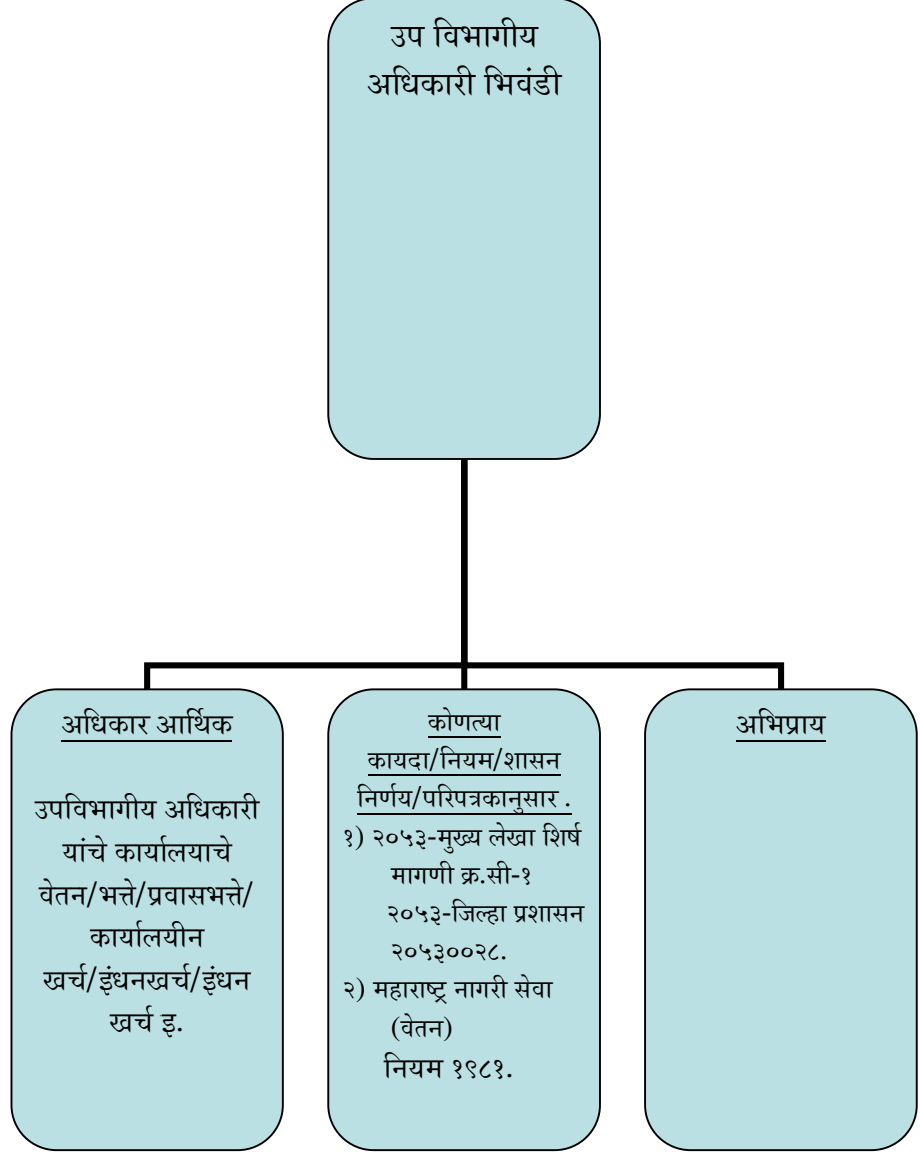 उप विभागीय
अधिकारी भिवंडी
अधिकार आर्थिक
उपविभागीय अधिकारी
यांचे कार्यालयाचे
वेतन/भत्ते/प्रवासभत्ते/
कार्यालयीन
खर्च/इंधनखर्च/इंधन
खर्च इ.
कोणत्या
कायदा/नियम/शासन
निर्णय/परिपत्रकानुसार .
१) २०५३-मुख्य लेखा शिर्ष
मागणी क्र.सी-१
२०५३-जिल्हा प्रशासन
२०५३००२८.
२) महाराष्ट्र नागरी सेवा
(वेतन)
नियम १९८१.
अभिप्राय